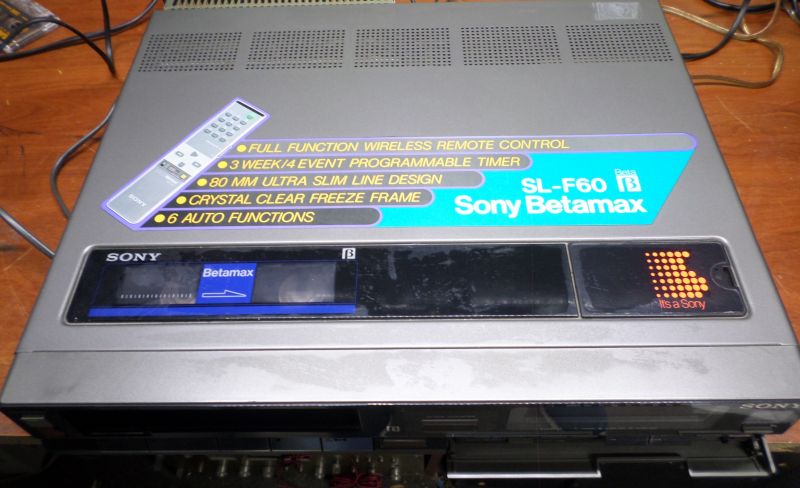 FULL FUNCTION WIRELESS REMOTE CONTROL
3 WEEK/4 EVENT PROGRAMMABLE TIMER
80 MM ULTRA SLIM LINE DESIGN
CRYSTAL CLEAR FREEZE FRAME
6 AUTO FUNCTIONS
SONY
SL-F60 Beta β
Sony Betamax
SONY β
Betamax
It's a Sony
SONY